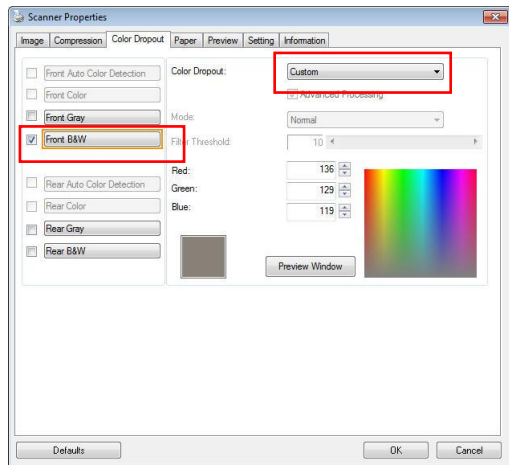 Scanner Properties
Image Compression Color Dropout Paper Preview Setting Information
Front Auto Color Detection
Front Color
Front Gray
Front B&W
Rear Auto Color Detection
Rear Color
Rear Gray
Rear B&W
Color Dropout: Custom
Advanced Processing
Mode: Normal
Filter Threshold: 10
Red: 136
Green: 129
Blue: 119
Preview Window
Defaults OK Cancel